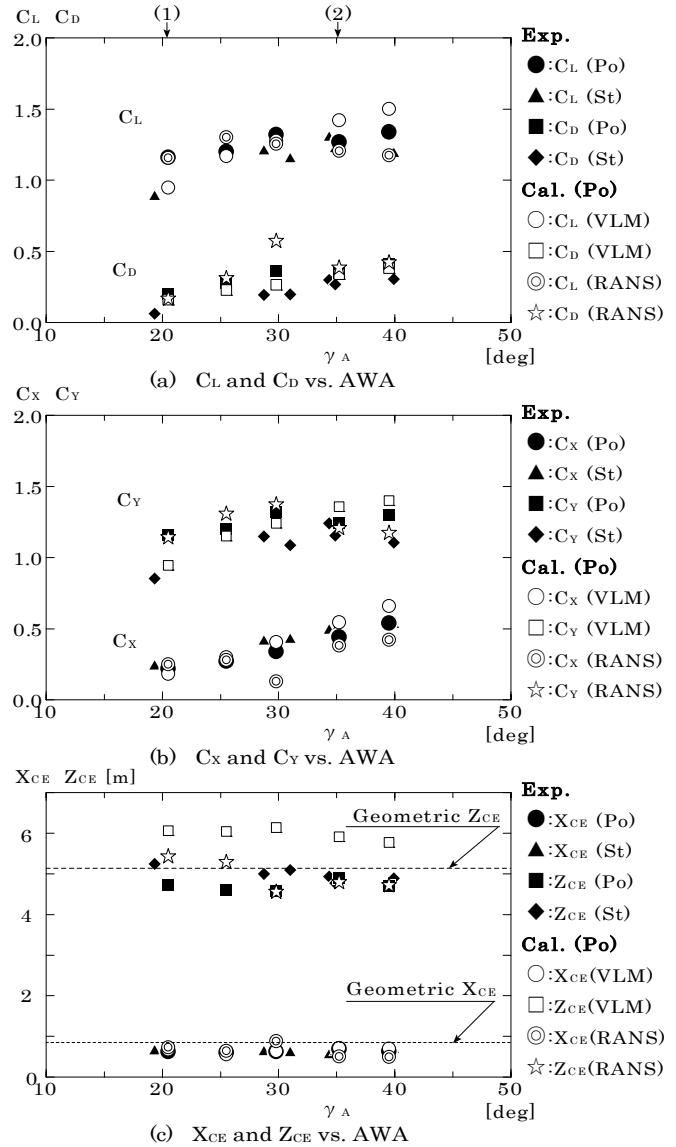 CL CD
(1) (2)
2.0
1.5
1.0
0.5
0.0
CL
CD
10 20 30 40 50
γA [deg]
(a) CL and CD vs. AWA
Exp.
●:CL (Po)
▲:CL (St)
■:CD (Po)
◆:CD (St)
Cal. (Po)
○:CL (VLM)
□:CD (VLM)
◎:CL (RANS)
☆:CD (RANS)
CX CY
2.0
1.5
1.0
0.5
0.0
CY
CX
10 20 30 40 50
γA [deg]
(b) CX and CY vs. AWA
Exp.
●:CX (Po)
▲:CX (St)
■:CY (Po)
◆:CY (St)
Cal. (Po)
○:CX (VLM)
□:CY (VLM)
◎:CX (RANS)
☆:CY (RANS)
XCE ZCE [m]
6
4
2
0
Geometric ZCE
Geometric XCE
10 20 30 40 50
γA [deg]
(c) XCE and ZCE vs. AWA
Exp.
●:XCE (Po)
▲:XCE (St)
■:ZCE (Po)
◆:ZCE (St)
Cal. (Po)
○:XCE(VLM)
□:ZCE(VLM)
◎:XCE(RANS)
☆:ZCE(RANS)